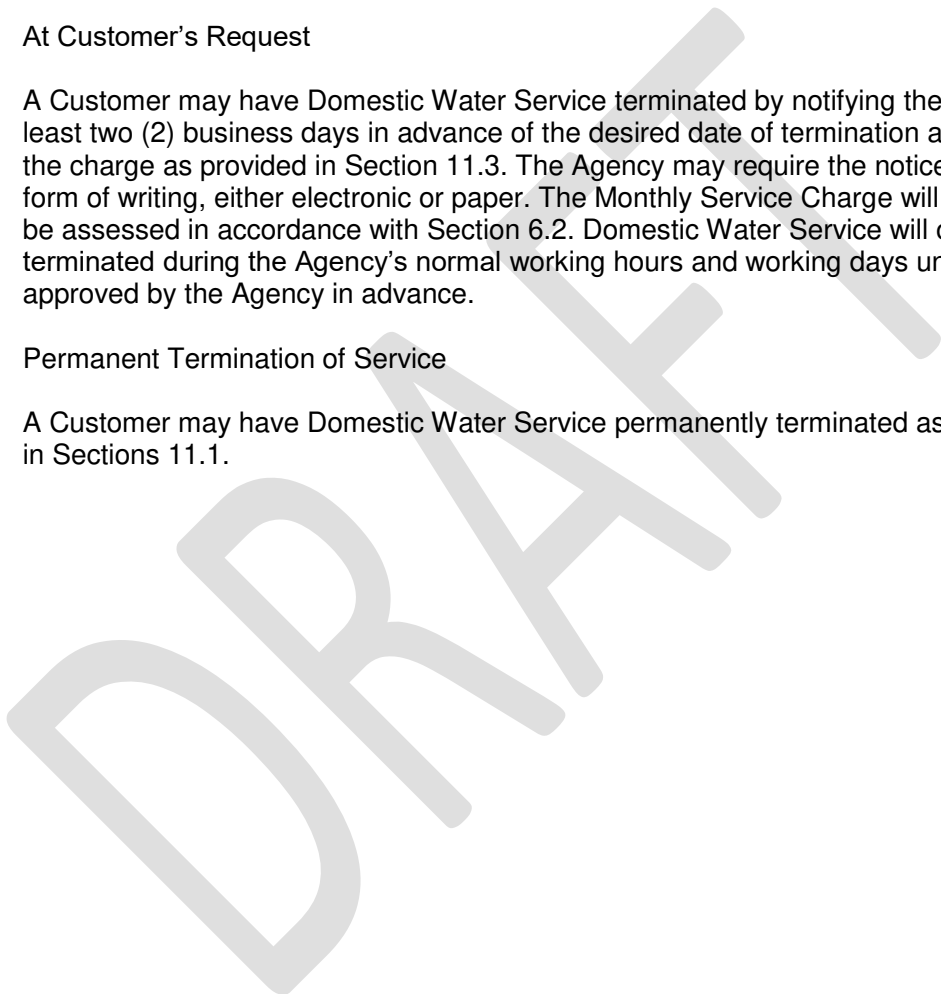 At Customer’s Request
A Customer may have Domestic Water Service terminated by notifying the
least two (2) business days in advance of the desired date of termination a
the charge as provided in Section 11.3. The Agency may require the notice
form of writing, either electronic or paper. The Monthly Service Charge will
be assessed in accordance with Section 6.2. Domestic Water Service will
terminated during the Agency’s normal working hours and working days un
approved by the Agency in advance.
Permanent Termination of Service
A Customer may have Domestic Water Service permanently terminated as
in Sections 11.1.
DRAFT